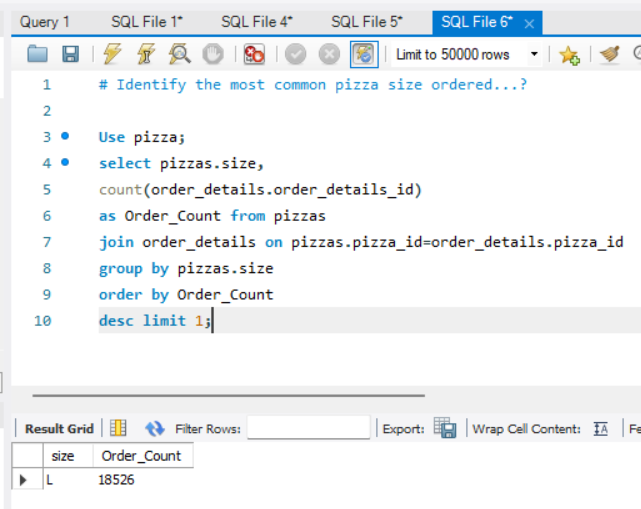 Query 1 SQL File 1* SQL File 4* SQL File 5* SQL File 6* ×
Limit to 50000 rows
1 # Identify the most common pizza size ordered...?
2
3 Use pizza;
4 select pizzas.size,
5 count(order_details.order_details_id)
6 as Order_Count from pizzas
7 join order_details on pizzas.pizza_id=order_details.pizza_id
8 group by pizzas.size
9 order by Order_Count
10 desc limit 1;
Result Grid Filter Rows: Export: Wrap Cell Content: IA Fe
size Order_Count
L 18526